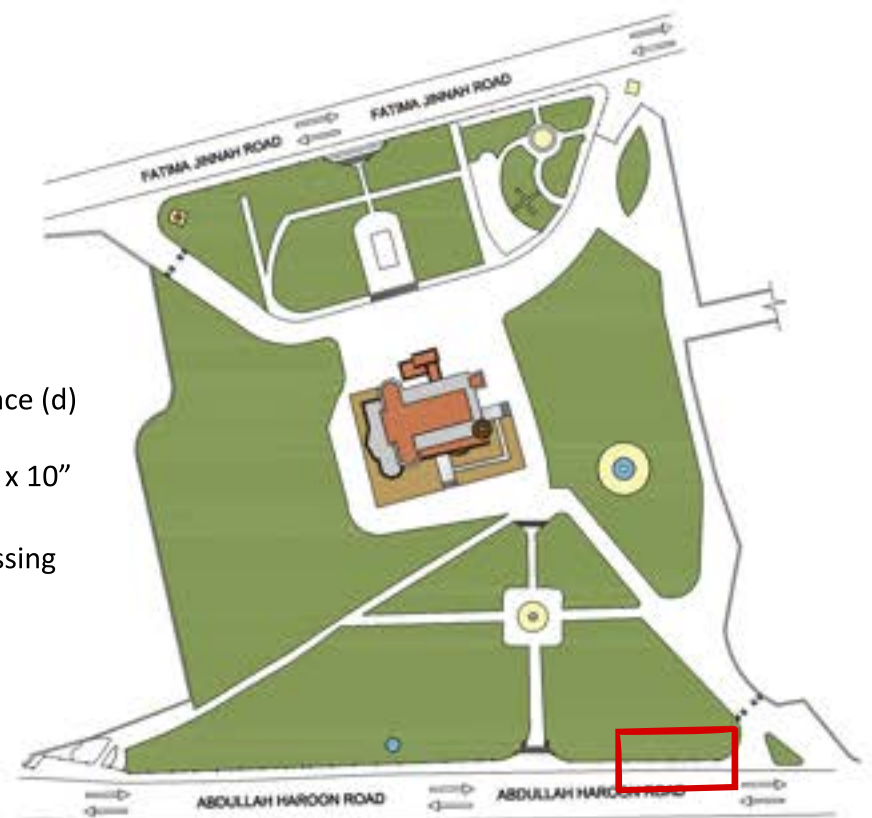 FATIMA JINNAH ROAD
FATIMA JINNAH ROAD
nce (d)
x 10”
ssing
ABDULLAH HAROON ROAD
ABDULLAH HAROON ROAD